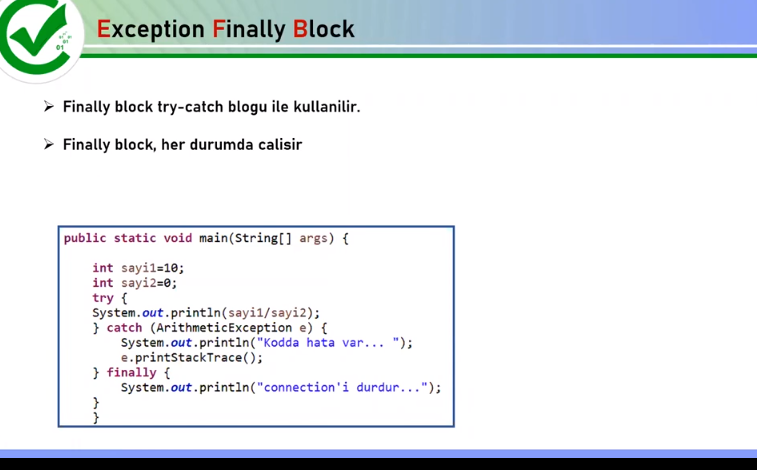 Exception Finally Block
➢ Finally block try-catch blogu ile kullanilir.
➢ Finally block, her durumda calisir
public static void main(String[] args) {
int sayi1=10;
int sayi2=0;
try {
System.out.println(sayi1/sayi2);
} catch (ArithmeticException e) {
System.out.println("Kodda hata var... ");
e.printStackTrace();
} finally {
System.out.println("connection'i durdur...");
}
}